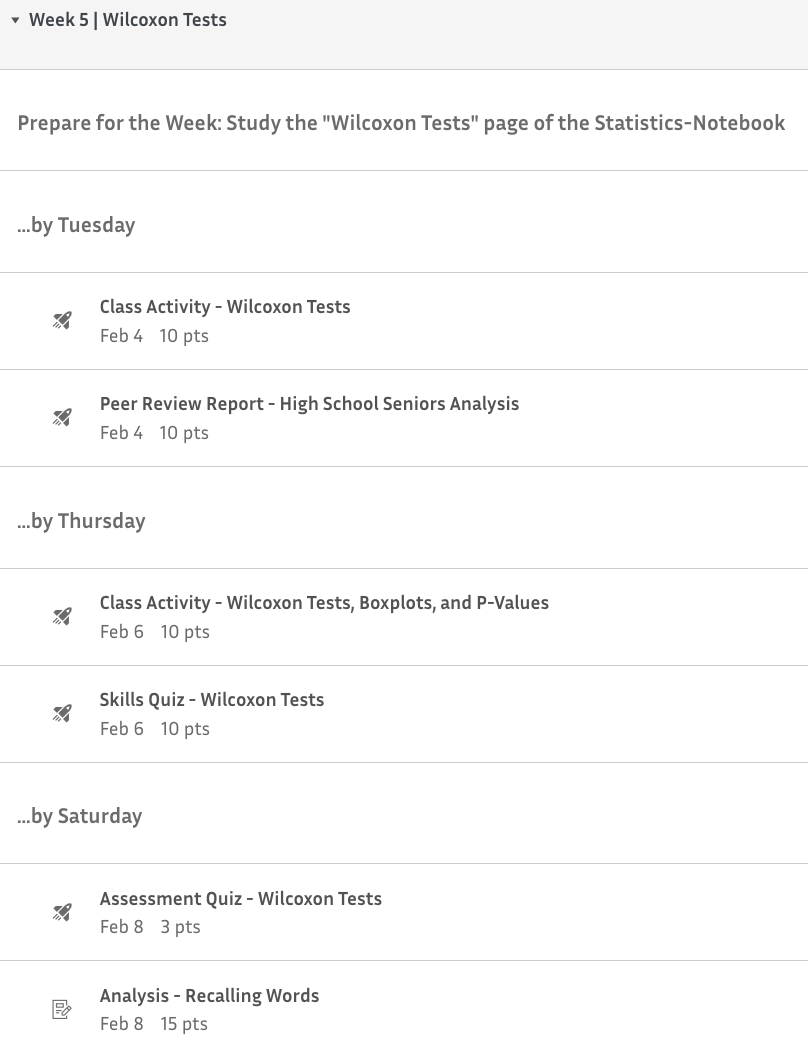 Week 5 | Wilcoxon Tests
Prepare for the Week: Study the "Wilcoxon Tests" page of the Statistics-Notebook
...by Tuesday
Class Activity - Wilcoxon Tests
Feb 4 10 pts
Peer Review Report - High School Seniors Analysis
Feb 4 10 pts
...by Thursday
Class Activity - Wilcoxon Tests, Boxplots, and P-Values
Feb 6 10 pts
Skills Quiz - Wilcoxon Tests
Feb 6 10 pts
...by Saturday
Assessment Quiz - Wilcoxon Tests
Feb 8 3 pts
Analysis - Recalling Words
Feb 8 15 pts